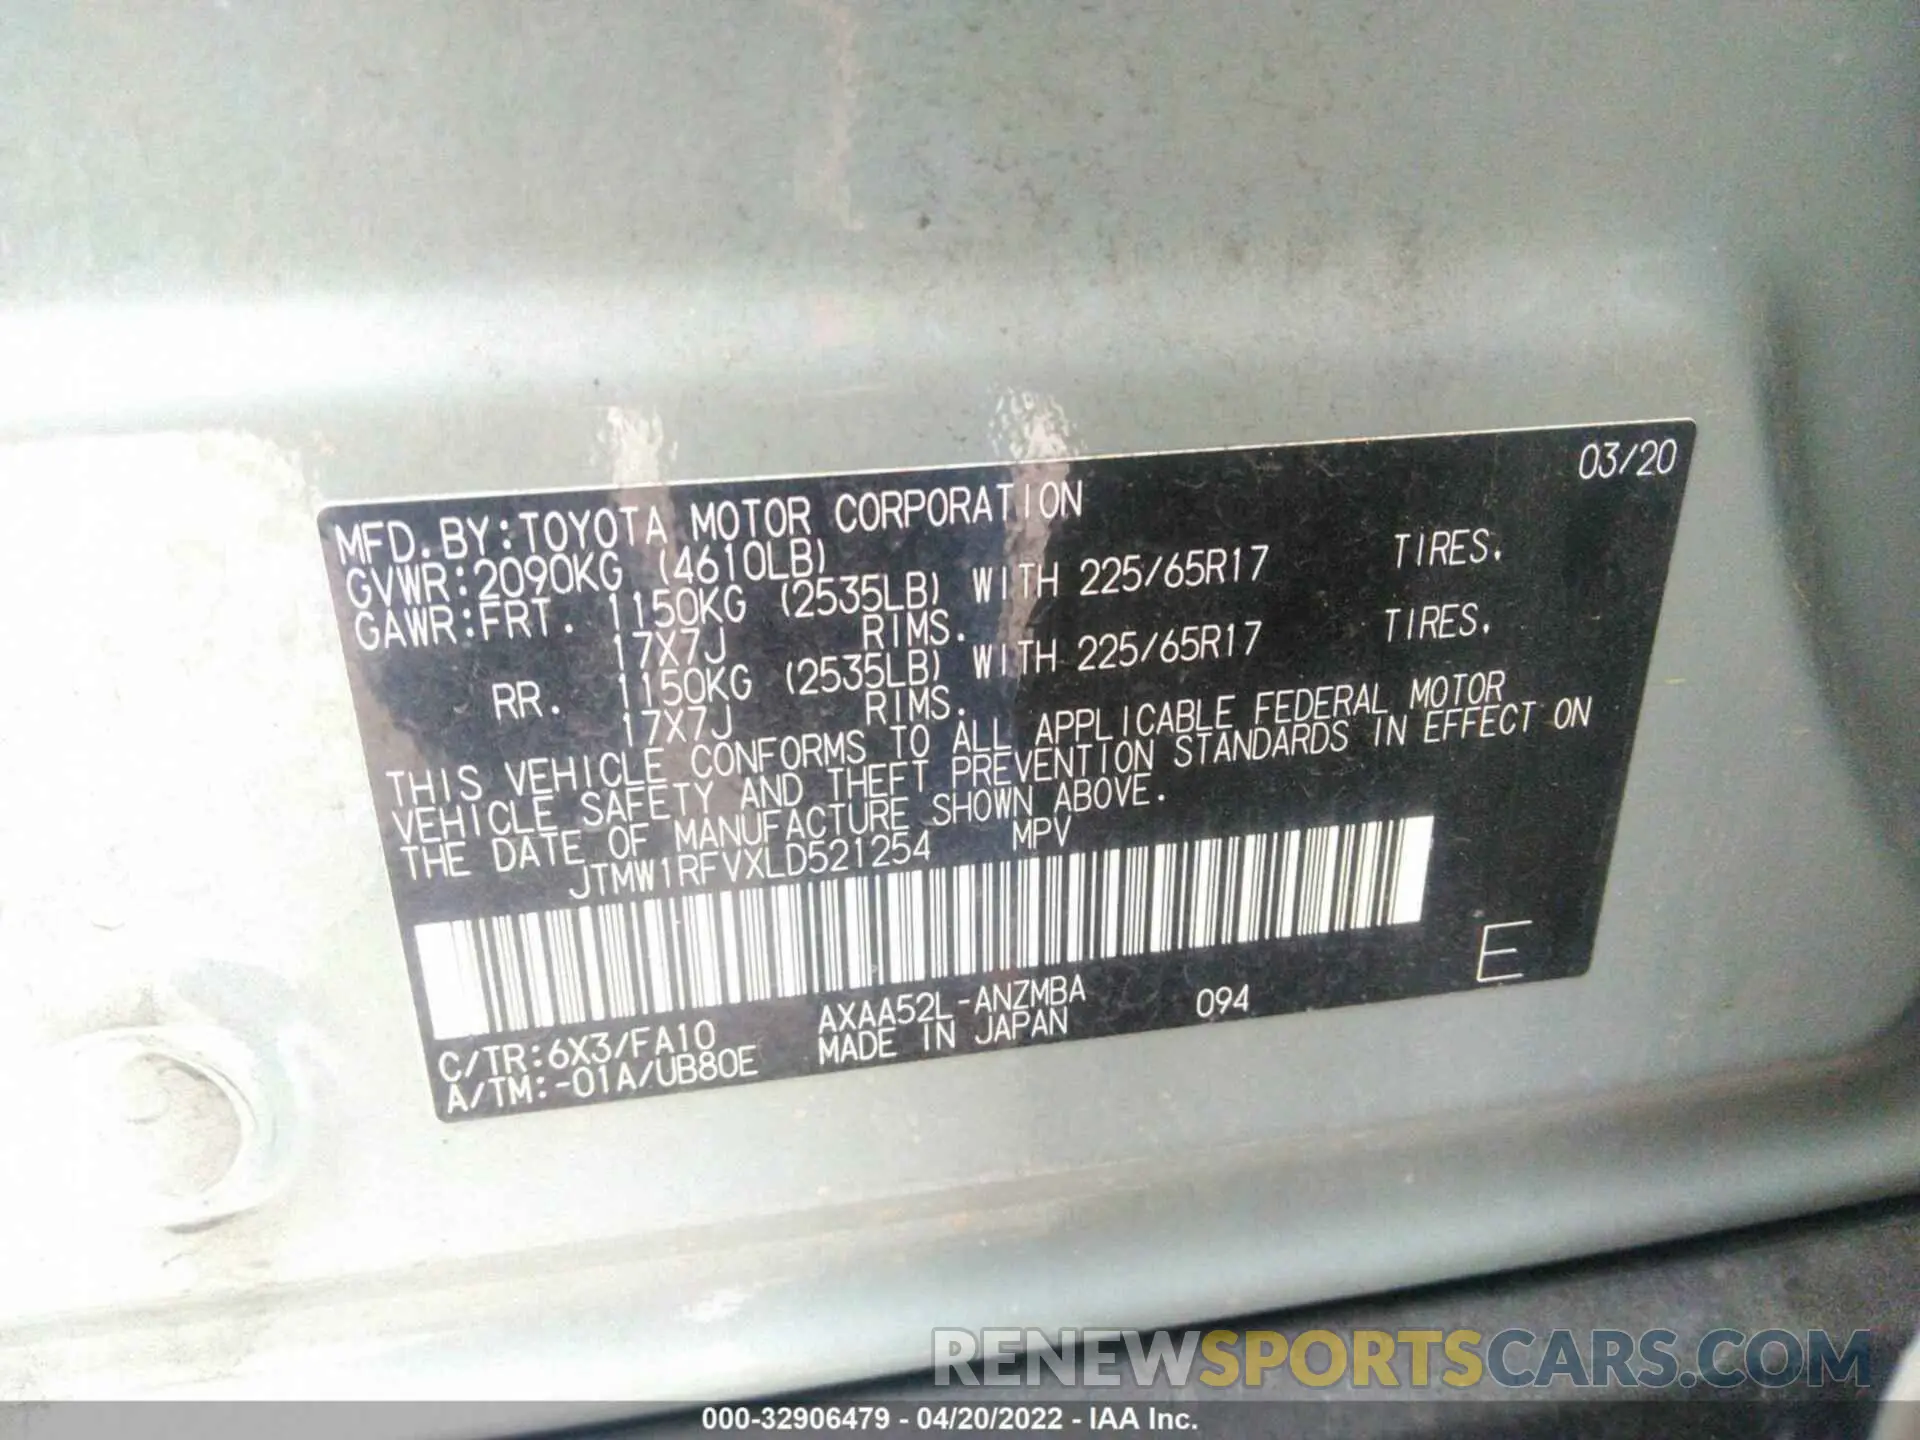 03/20
MFD. BY: TOYOTA MOTOR CORPORATION
GVWR: 2090KG (4610LB)
GAWR: FRT. 1150KG (2535LB) WITH 225/65R17 TIRES,
17X7J RIMS.
RR. 1150KG (2535LB) WITH 225/65R17 TIRES,
17X7J RIMS.
THIS VEHICLE CONFORMS TO ALL APPLICABLE FEDERAL MOTOR
VEHICLE SAFETY AND THEFT PREVENTION STANDARDS IN EFFECT ON
THE DATE OF MANUFACTURE SHOWN ABOVE.
JTMW1RFVXLD521254 MPV
E
C/TR: 6X3/FA10 AXAA52L-ANZMBA 094
A/TM: -01A/UB80E MADE IN JAPAN
RENEWSPORTSCARS.COM
000-32906479 - 04/20/2022 - IAA Inc.